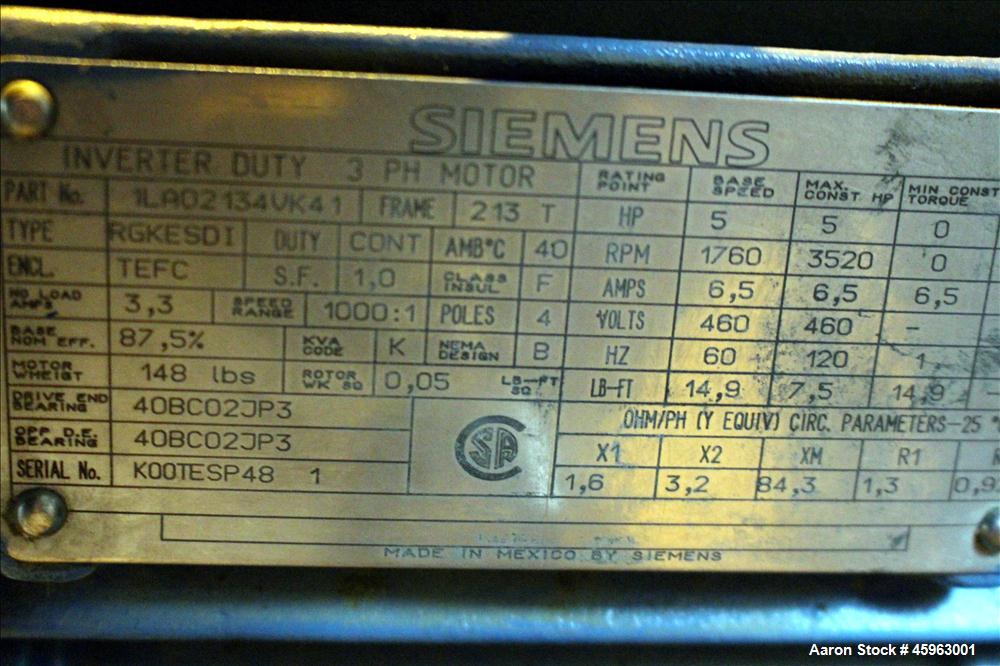 SIEMENS
INVERTER DUTY 3 PH MOTOR
RATING POINT BASE SPEED MAX. CONST HP MIN CONST TORQUE
PART No. 1LA02134VK41 FRAME 213 T HP 5 5 0
TYPE RGKESDI DUTY CONT AMB°C 40 RPM 1760 3520 0
ENCL. TEFC S.F. 1,0 CLASS INSUL F AMPS 6,5 6,5 6,5
NO LOAD AMPS 3,3 SPEED RANGE 1000:1 POLES 4 VOLTS 460 460 -
BASE NOM EFF. 87,5% KVA CODE K NEMA DESIGN B HZ 60 120 1
MOTOR WHEIGT 148 lbs ROTOR WK SQ 0,05 LB-FT SQ LB-FT 14,9 7,5 14,9 -
DRIVE END BEARING 40BC02JP3 OHM/PH (Y EQUIV) CIRC. PARAMETERS-25 °
OPP D.E. BEARING 40BC02JP3 CSA X1 X2 XM R1
SERIAL No. K00TESP48 1 1,6 3,2 84,3 1,3 0,9
MADE IN MEXICO BY SIEMENS
Aaron Stock # 45963001